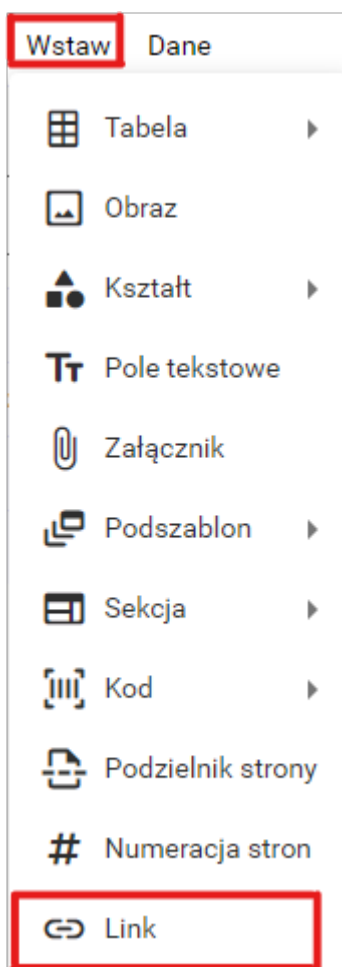 Wstaw Dane
Tabela
Obraz
Kształt
Pole tekstowe
Załącznik
Podszablon
Sekcja
Kod
Podzielnik strony
Numeracja stron
Link